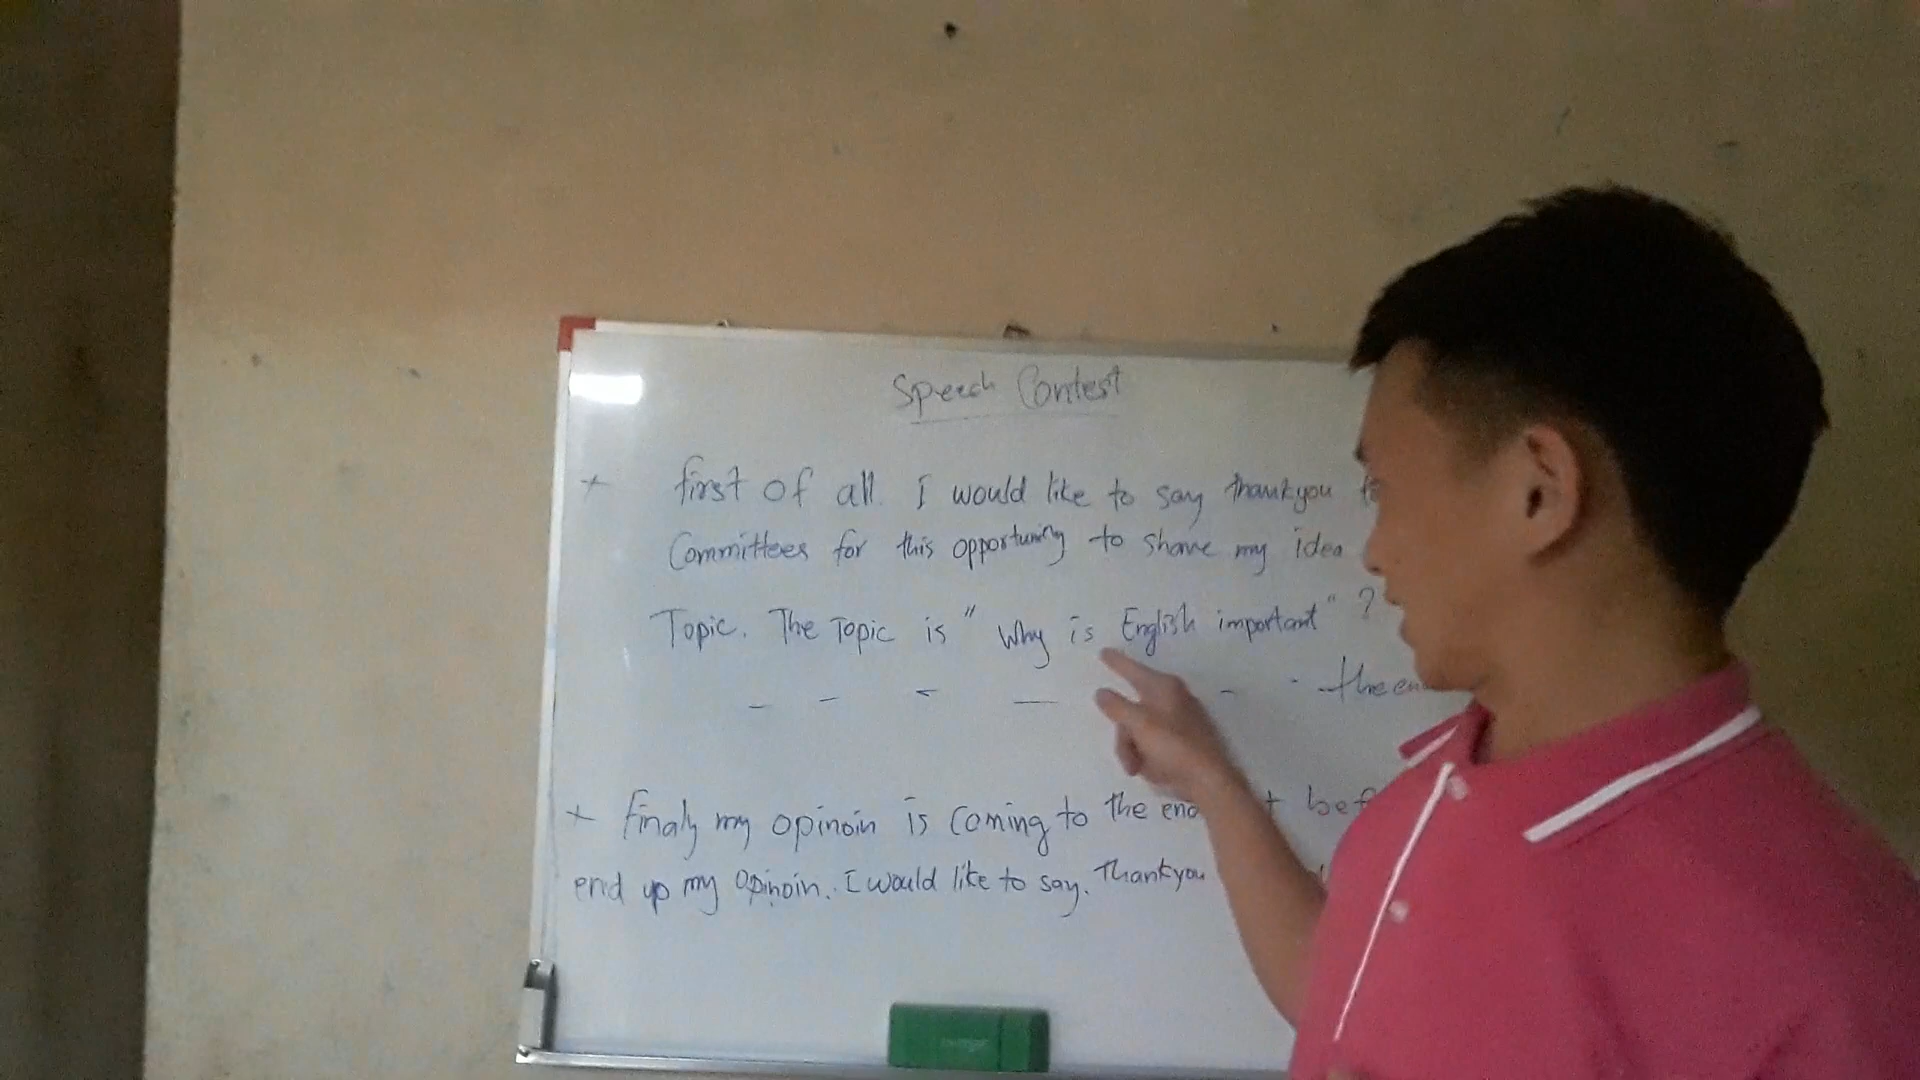 Speech Contest
+ first of all. I would like to say thankyou
Committees for this opportunity to share my idea
Topic. The Topic is " Why is English important " ?
- - - - - - the
+ finaly my opinoin is coming to the
end up my opinoin. I would like to say. Thankyou